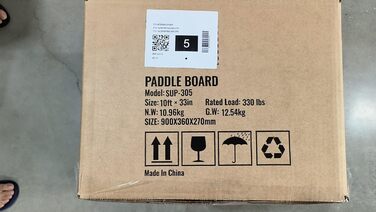 5
PADDLE BOARD
Model: SUP-305
Size: 10ft × 33in Rated Load: 330 lbs
N.W: 10.96kg G.W: 12.54kg
SIZE: 900X360X270mm
Made In China